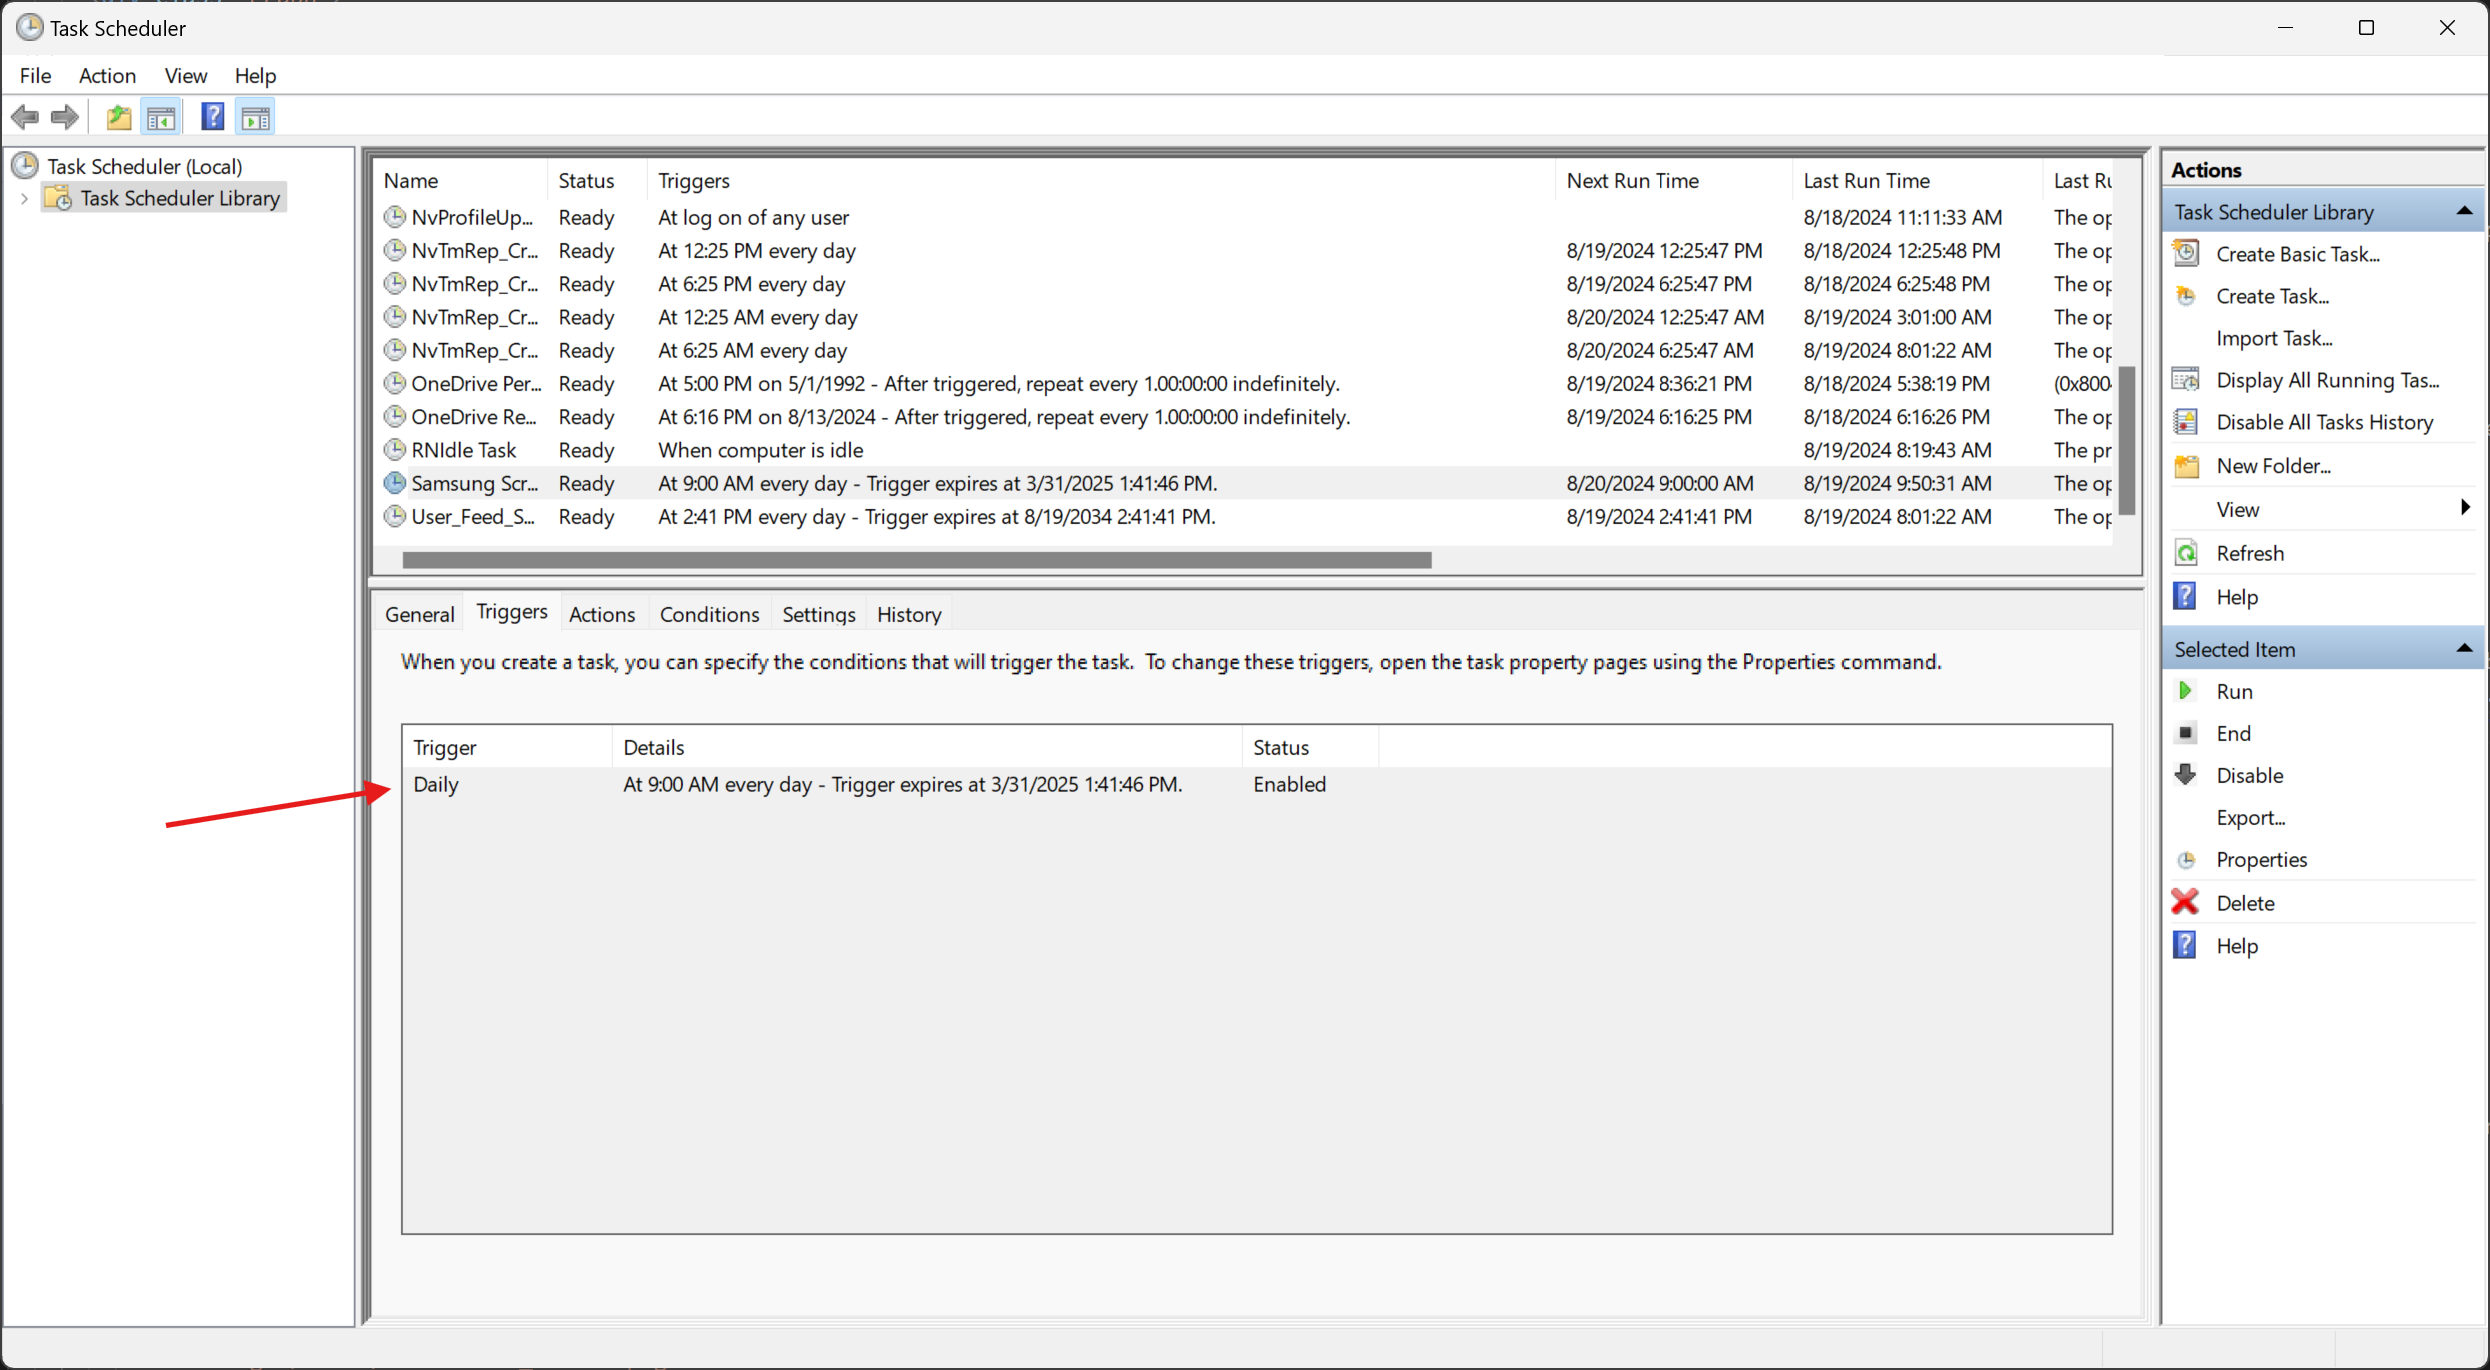 Task Scheduler
File Action View Help
Task Scheduler (Local)
Task Scheduler Library
Name Status Triggers Next Run Time Last Run Time Last Ru
NvProfileUp... Ready At log on of any user 8/18/2024 11:11:33 AM The op
NvTmRep_Cr... Ready At 12:25 PM every day 8/19/2024 12:25:47 PM 8/18/2024 12:25:48 PM The op
NvTmRep_Cr... Ready At 6:25 PM every day 8/19/2024 6:25:47 PM 8/18/2024 6:25:48 PM The op
NvTmRep_Cr... Ready At 12:25 AM every day 8/20/2024 12:25:47 AM 8/19/2024 3:01:00 AM The op
NvTmRep_Cr... Ready At 6:25 AM every day 8/20/2024 6:25:47 AM 8/19/2024 8:01:22 AM The op
OneDrive Per... Ready At 5:00 PM on 5/1/1992 - After triggered, repeat every 1.00:00:00 indefinitely. 8/19/2024 8:36:21 PM 8/18/2024 5:38:19 PM (0x800
OneDrive Re... Ready At 6:16 PM on 8/13/2024 - After triggered, repeat every 1.00:00:00 indefinitely. 8/19/2024 6:16:25 PM 8/18/2024 6:16:26 PM The op
RNIdle Task Ready When computer is idle 8/19/2024 8:19:43 AM The pr
Samsung Scr... Ready At 9:00 AM every day - Trigger expires at 3/31/2025 1:41:46 PM. 8/20/2024 9:00:00 AM 8/19/2024 9:50:31 AM The op
User_Feed_S... Ready At 2:41 PM every day - Trigger expires at 8/19/2034 2:41:41 PM. 8/19/2024 2:41:41 PM 8/19/2024 8:01:22 AM The op
General Triggers Actions Conditions Settings History
When you create a task, you can specify the conditions that will trigger the task. To change these triggers, open the task property pages using the Properties command.
Trigger Details Status
Daily At 9:00 AM every day - Trigger expires at 3/31/2025 1:41:46 PM. Enabled
Actions
Task Scheduler Library
Create Basic Task...
Create Task...
Import Task...
Display All Running Tas...
Disable All Tasks History
New Folder...
View
Refresh
Help
Selected Item
Run
End
Disable
Export...
Properties
Delete
Help